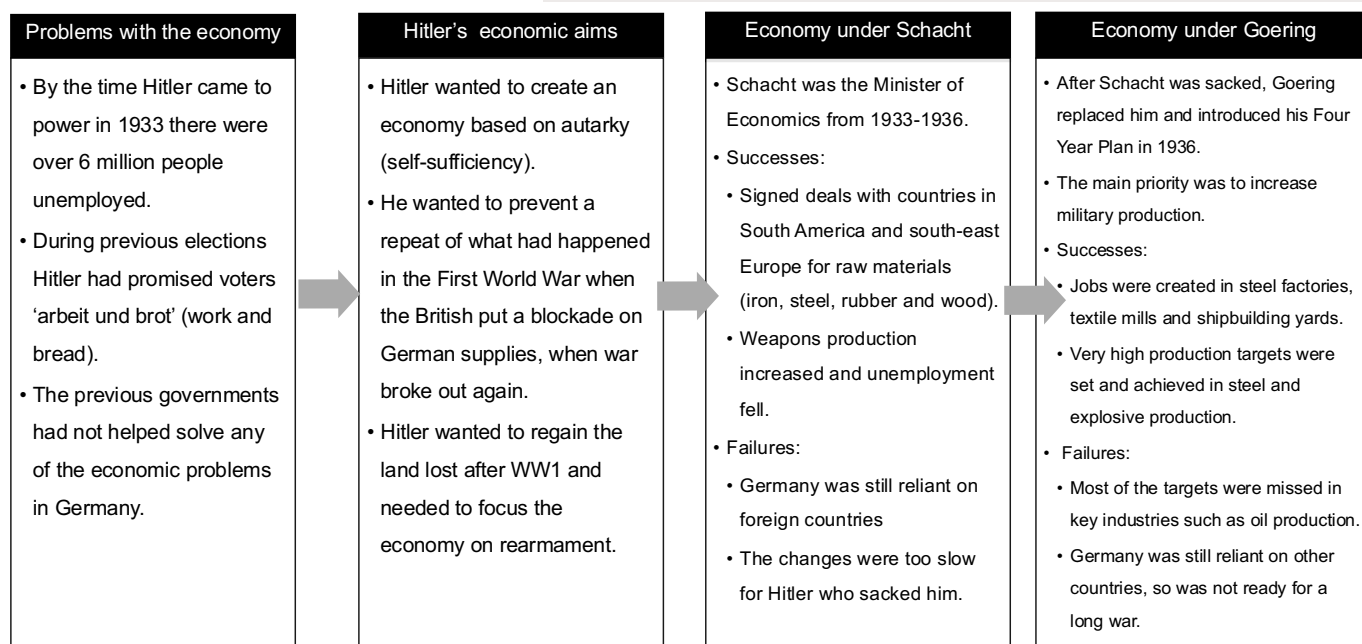 Problems with the economy
• By the time Hitler came to
power in 1933 there were
over 6 million people
unemployed.
• During previous elections
Hitler had promised voters
‘arbeit und brot’ (work and
bread).
• The previous governments
had not helped solve any
of the economic problems
in Germany.
Hitler’s economic aims
• Hitler wanted to create an
economy based on autarky
(self-sufficiency).
• He wanted to prevent a
repeat of what had happened
in the First World War when
the British put a blockade on
German supplies, when war
broke out again.
• Hitler wanted to regain the
land lost after WW1 and
needed to focus the
economy on rearmament.
Economy under Schacht
• Schacht was the Minister of
Economics from 1933-1936.
• Successes:
• Signed deals with countries in
South America and south-east
Europe for raw materials
(iron, steel, rubber and wood).
• Weapons production
increased and unemployment
fell.
• Failures:
• Germany was still reliant on
foreign countries
• The changes were too slow
for Hitler who sacked him.
Economy under Goering
• After Schacht was sacked, Goering
replaced him and introduced his Four
Year Plan in 1936.
• The main priority was to increase
military production.
• Successes:
• Jobs were created in steel factories,
textile mills and shipbuilding yards.
• Very high production targets were
set and achieved in steel and
explosive production.
• Failures:
• Most of the targets were missed in
key industries such as oil production.
• Germany was still reliant on other
countries, so was not ready for a
long war.